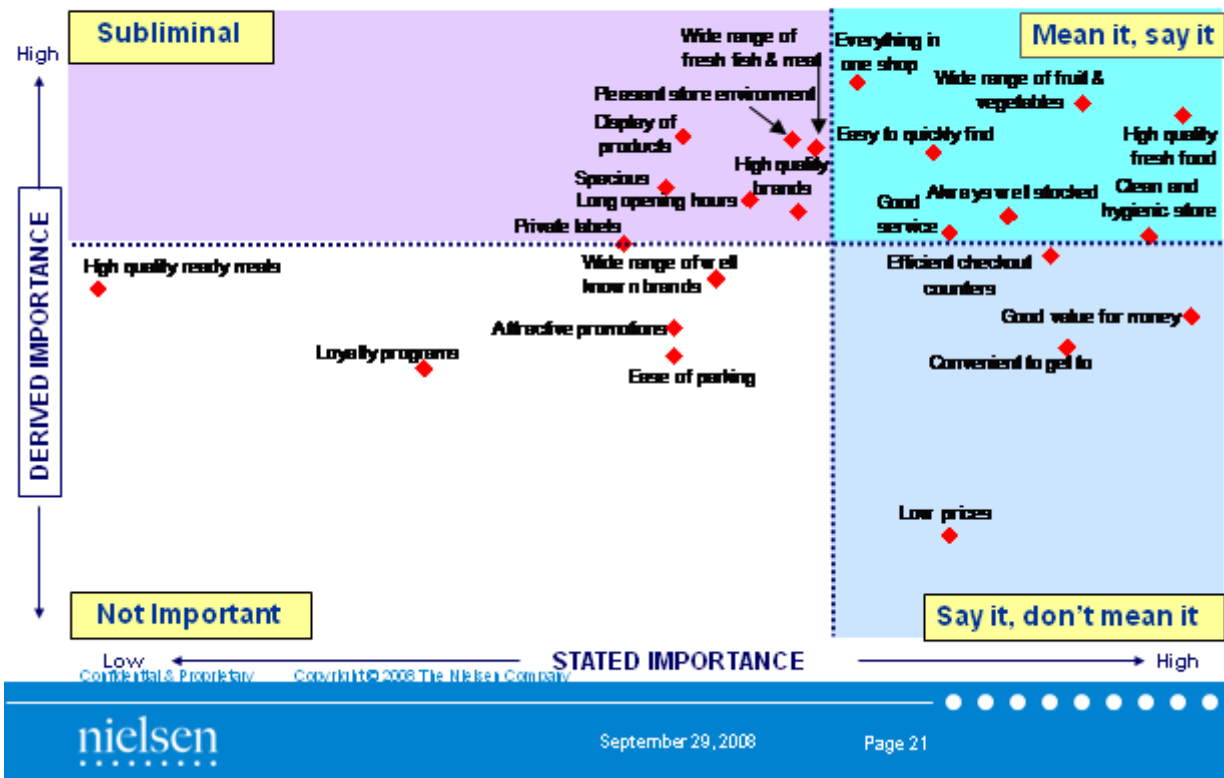 Subliminal
Mean it, say it
High
Wide range of
fresh fish & meat
Everything in
one shop
Wide range of fruit &
vegetables
Pleasant store environment
Display of
products
Easy to quickly find
High quality
fresh food
High quality
brands
Spacious
Long opening hours
Always well stocked
Clean and
hygienic store
Good
service
Private labels
DERIVED IMPORTANCE
High quality ready meals
Wide range of well
known brands
Efficient checkout
counters
Attractive promotions
Good value for money
Loyalty programs
Ease of parking
Convenient to get to
Low prices
Not Important
Say it, don't mean it
Low
STATED IMPORTANCE
High
Confidential & Proprietary
Copyright © 2008 The Nielsen Company
nielsen
September 29, 2008
Page 21